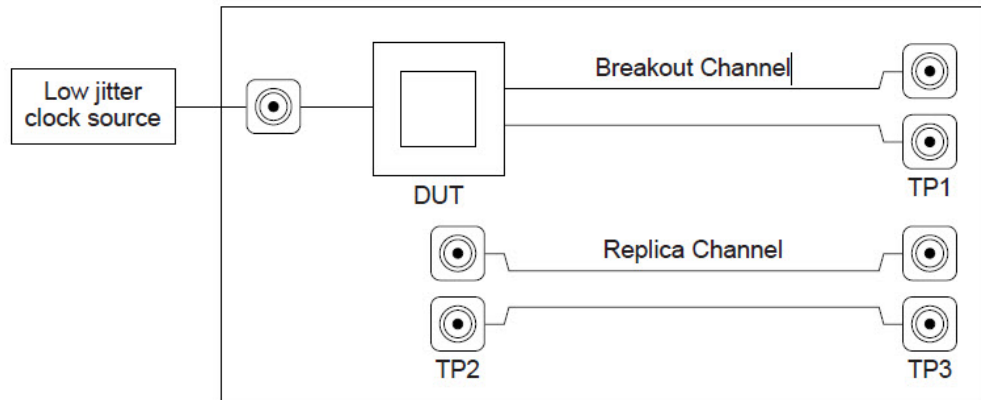 Low jitter
clock source
Breakout Channel
DUT
TP1
Replica Channel
TP2
TP3